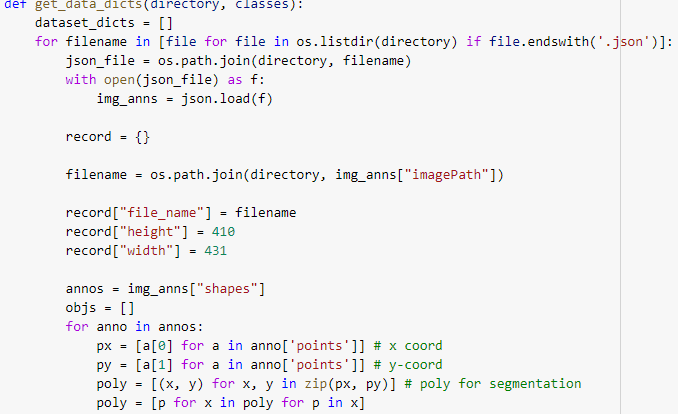 def get_data_dicts(directory, classes):
    dataset_dicts = []
    for filename in [file for file in os.listdir(directory) if file.endswith('.json')]:
        json_file = os.path.join(directory, filename)
        with open(json_file) as f:
            img_anns = json.load(f)

        record = {}

        filename = os.path.join(directory, img_anns["imagePath"])

        record["file_name"] = filename
        record["height"] = 410
        record["width"] = 431

        annos = img_anns["shapes"]
        objs = []
        for anno in annos:
            px = [a[0] for a in anno['points']] # x coord
            py = [a[1] for a in anno['points']] # y-coord
            poly = [(x, y) for x, y in zip(px, py)] # poly for segmentation
            poly = [p for x in poly for p in x]